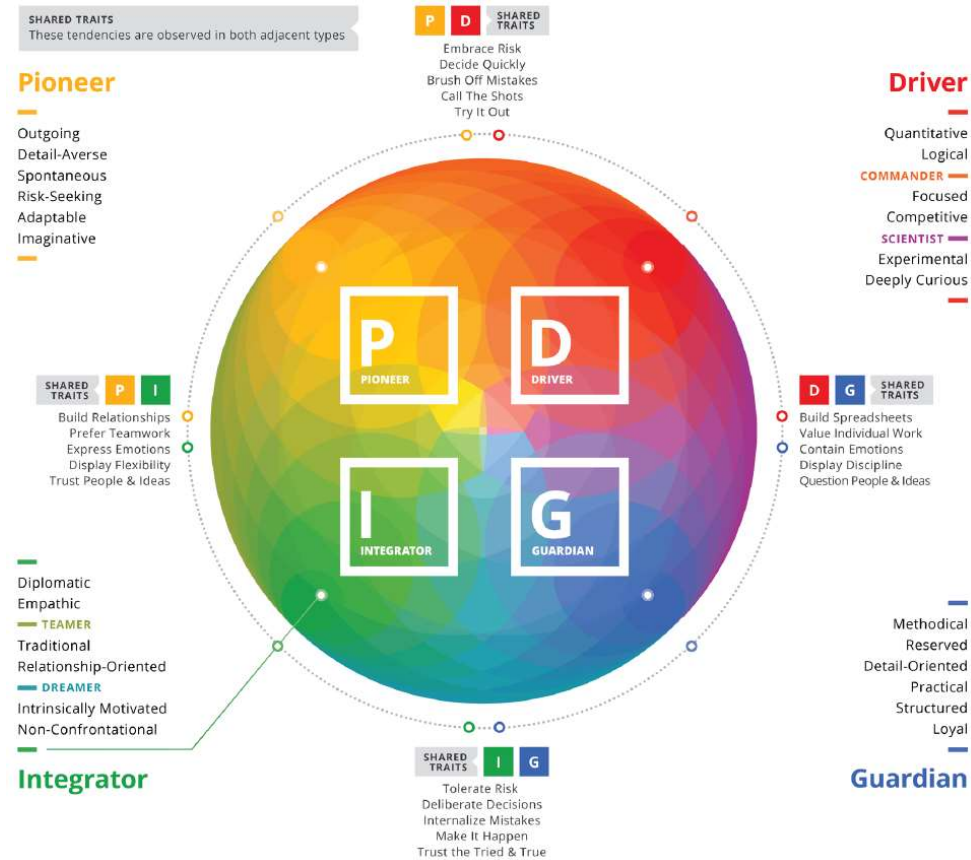 SHARED TRAITS
These tendencies are observed in both adjacent types
P D SHARED
TRAITS
Embrace Risk
Decide Quickly
Brush Off Mistakes
Call The Shots
Try It Out
Pioneer
Outgoing
Detail-Averse
Spontaneous
Risk-Seeking
Adaptable
Imaginative
Driver
Quantitative
Logical
COMMANDER
Focused
Competitive
SCIENTIST
Experimental
Deeply Curious
P
PIONEER
D
DRIVER
I
INTEGRATOR
G
GUARDIAN
SHARED
TRAITS P I
Build Relationships
Prefer Teamwork
Express Emotions
Display Flexibility
Trust People & Ideas
D G SHARED
TRAITS
Build Spreadsheets
Value Individual Work
Contain Emotions
Display Discipline
Question People & Ideas
Diplomatic
Empathic
TEAMER
Traditional
Relationship-Oriented
DREAMER
Intrinsically Motivated
Non-Confrontational
Integrator
Methodical
Reserved
Detail-Oriented
Practical
Structured
Loyal
Guardian
SHARED
TRAITS I G
Tolerate Risk
Deliberate Decisions
Internalize Mistakes
Make It Happen
Trust the Tried & True